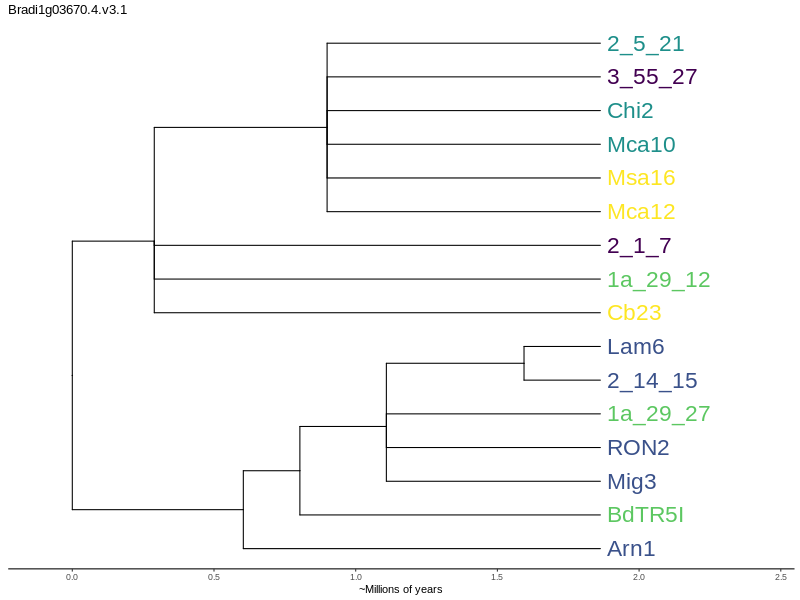 Bradi1g03670.4.v3.1
2_5_21
3_55_27
Chi2
Mca10
Msa16
Mca12
2_1_7
1a_29_12
Cb23
Lam6
2_14_15
1a_29_27
RON2
Mig3
BdTR5I
Arn1
0.0 0.5 1.0 1.5 2.0 2.5
~Millions of years